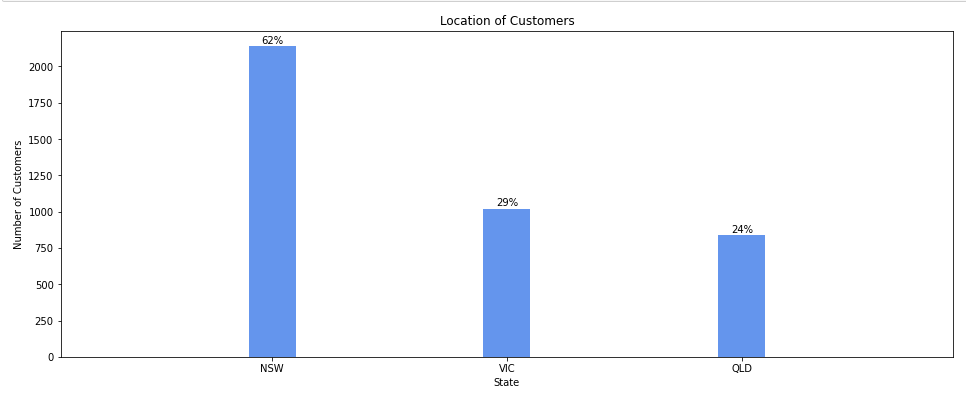 Location of Customers
62%
29%
24%
2000
1750
1500
1250
1000
750
500
250
0
Number of Customers
NSW
VIC
QLD
State